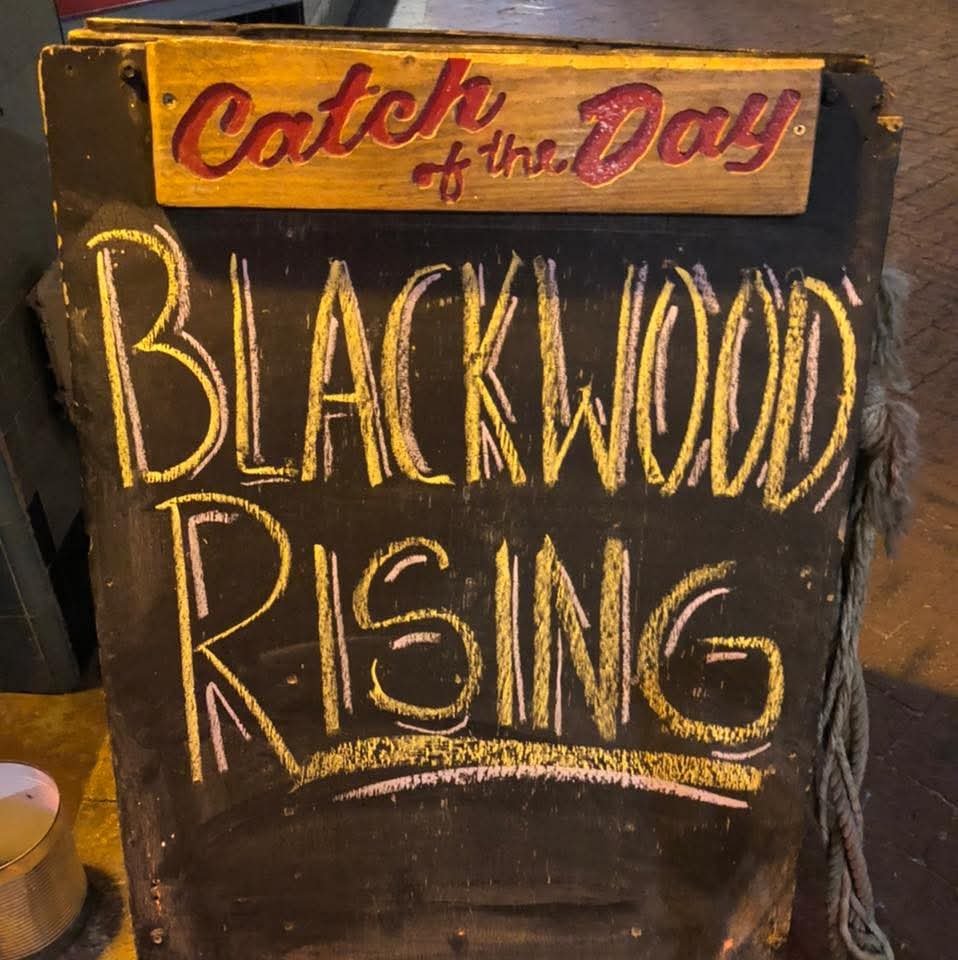 Catch of the Day
BLACKWOOD
RISING